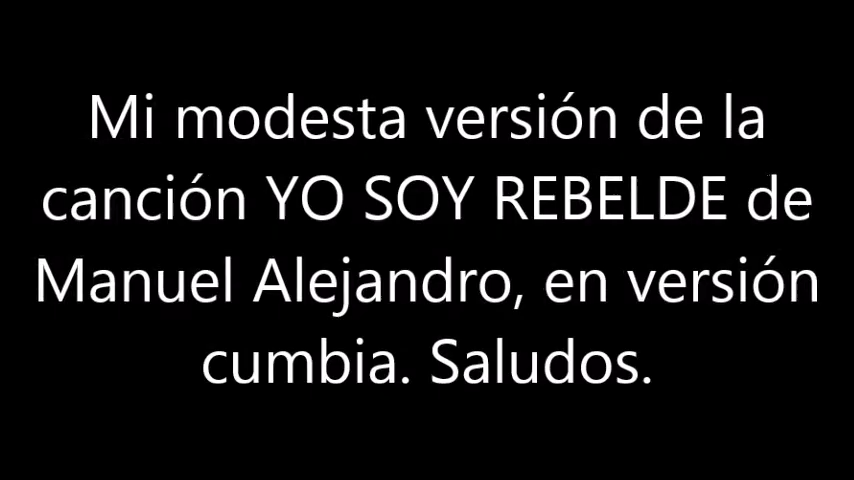 Mi modesta versión de la
canción YO SOY REBELDE de
Manuel Alejandro, en versión
cumbia. Saludos.